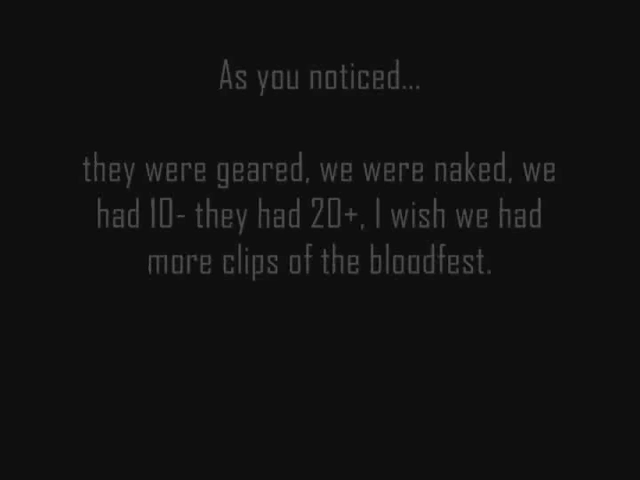 As you noticed...
they were geared, we were naked, we
had 10- they had 20+, I wish we had
more clips of the bloodfest.